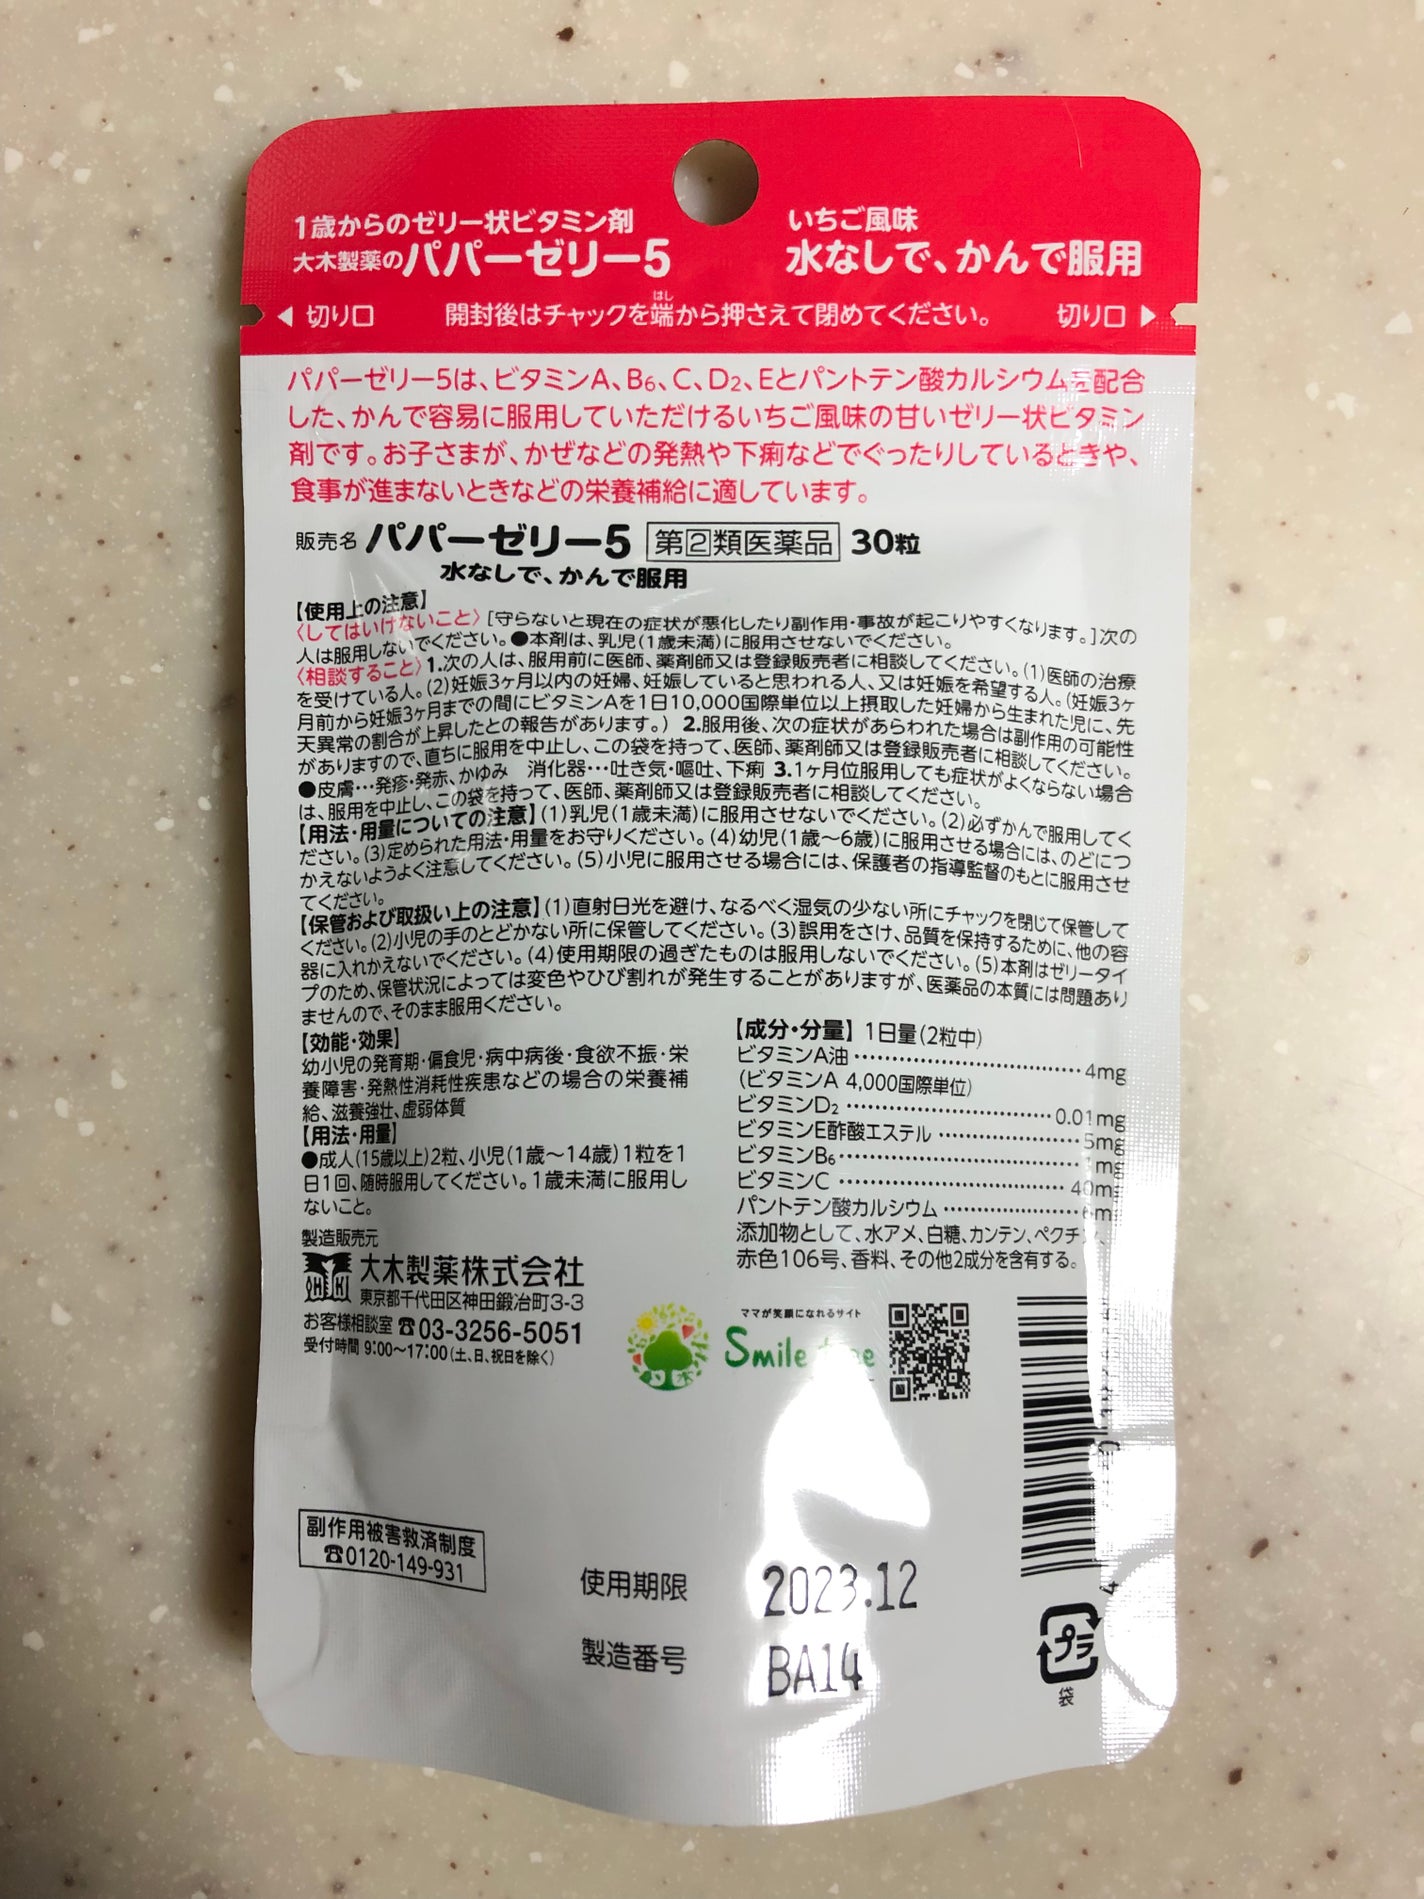 1歳からのゼリー状ビタミン剤
大木製薬のパパーゼリー5
いちご風味
水なしで、かんで服用
◀ 切り口
はし
開封後はチャックを端から押さえて閉めてください。
切り口 ▶
パパーゼリー5は、ビタミンA、B₆、C、D₂、Eとパントテン酸カルシウムを配合
した、かんで容易に服用していただけるいちご風味の甘いゼリー状ビタミン
剤です。お子さまが、かぜなどの発熱や下痢などでぐったりしているときや、
食事が進まないときなどの栄養補給に適しています。
販売名 パパーゼリー5 第②類医薬品 30粒
水なしで、かんで服用
【使用上の注意】
〈してはいけないこと〉[守らないと現在の症状が悪化したり副作用・事故が起こりやすくなります。]次の
人は服用しないでください。●本剤は、乳児(1歳未満)に服用させないでください。
〈相談すること〉1.次の人は、服用前に医師、薬剤師又は登録販売者に相談してください。(1)医師の治療
を受けている人。(2)妊娠3ヶ月以内の妊婦、妊娠していると思われる人、又は妊娠を希望する人。(妊娠3ヶ
月前から妊娠3ヶ月までの間にビタミンAを1日10,000国際単位以上摂取した妊婦から生まれた児に、先
天異常の割合が上昇したとの報告があります。) 2.服用後、次の症状があらわれた場合は副作用の可能性
がありますので、直ちに服用を中止し、この袋を持って、医師、薬剤師又は登録販売者に相談してください。
●皮膚…発疹・発赤、かゆみ 消化器…吐き気・嘔吐、下痢 3.1ヶ月位服用しても症状がよくならない場合
は、服用を中止し、この袋を持って、医師、薬剤師又は登録販売者に相談してください。
【用法・用量についての注意】(1)乳児(1歳未満)に服用させないでください。(2)必ずかんで服用してく
ださい。(3)定められた用法・用量をお守りください。(4)幼児(1歳〜6歳)に服用させる場合には、のどにつ
かえないようよく注意してください。(5)小児に服用させる場合には、保護者の指導監督のもとに服用させ
てください。
【保管および取扱い上の注意】(1)直射日光を避け、なるべく湿気の少ない所にチャックを閉じて保管して
ください。(2)小児の手のとどかない所に保管してください。(3)誤用をさけ、品質を保持するために、他の容
器に入れかえないでください。(4)使用期限の過ぎたものは服用しないでください。(5)本剤はゼリータイ
プのため、保管状況によっては変色やひび割れが発生することがありますが、医薬品の本質には問題あり
ませんので、そのまま服用ください。
【効能・効果】
幼小児の発育期・偏食児・病中病後・食欲不振・栄
養障害・発熱性消耗性疾患などの場合の栄養補
給、滋養強壮、虚弱体質
【用法・用量】
●成人(15歳以上)2粒、小児(1歳〜14歳)1粒を1
日1回、随時服用してください。1歳未満に服用し
ないこと。
【成分・分量】 1日量(2粒中)
ビタミンA油…………………4mg
(ビタミンA 4,000国際単位)
ビタミンD₂…………………0.01mg
ビタミンE酢酸エステル……………5mg
ビタミンB₆…………………1mg
ビタミンC…………………40m
パントテン酸カルシウム……………6m
添加物として、水アメ、白糖、カンテン、ペクチン、
赤色106号、香料、その他2成分を含有する。
製造販売元
OHKI
大木製薬株式会社
東京都千代田区神田鍛冶町3-3
お客様相談室 ☎03-3256-5051
受付時間 9:00〜17:00(土、日、祝日を除く)
ママが笑顔になれるサイト
Smile
副作用被害救済制度
☎0120-149-931
使用期限 2023.12
製造番号 BA14
4
プラ
袋